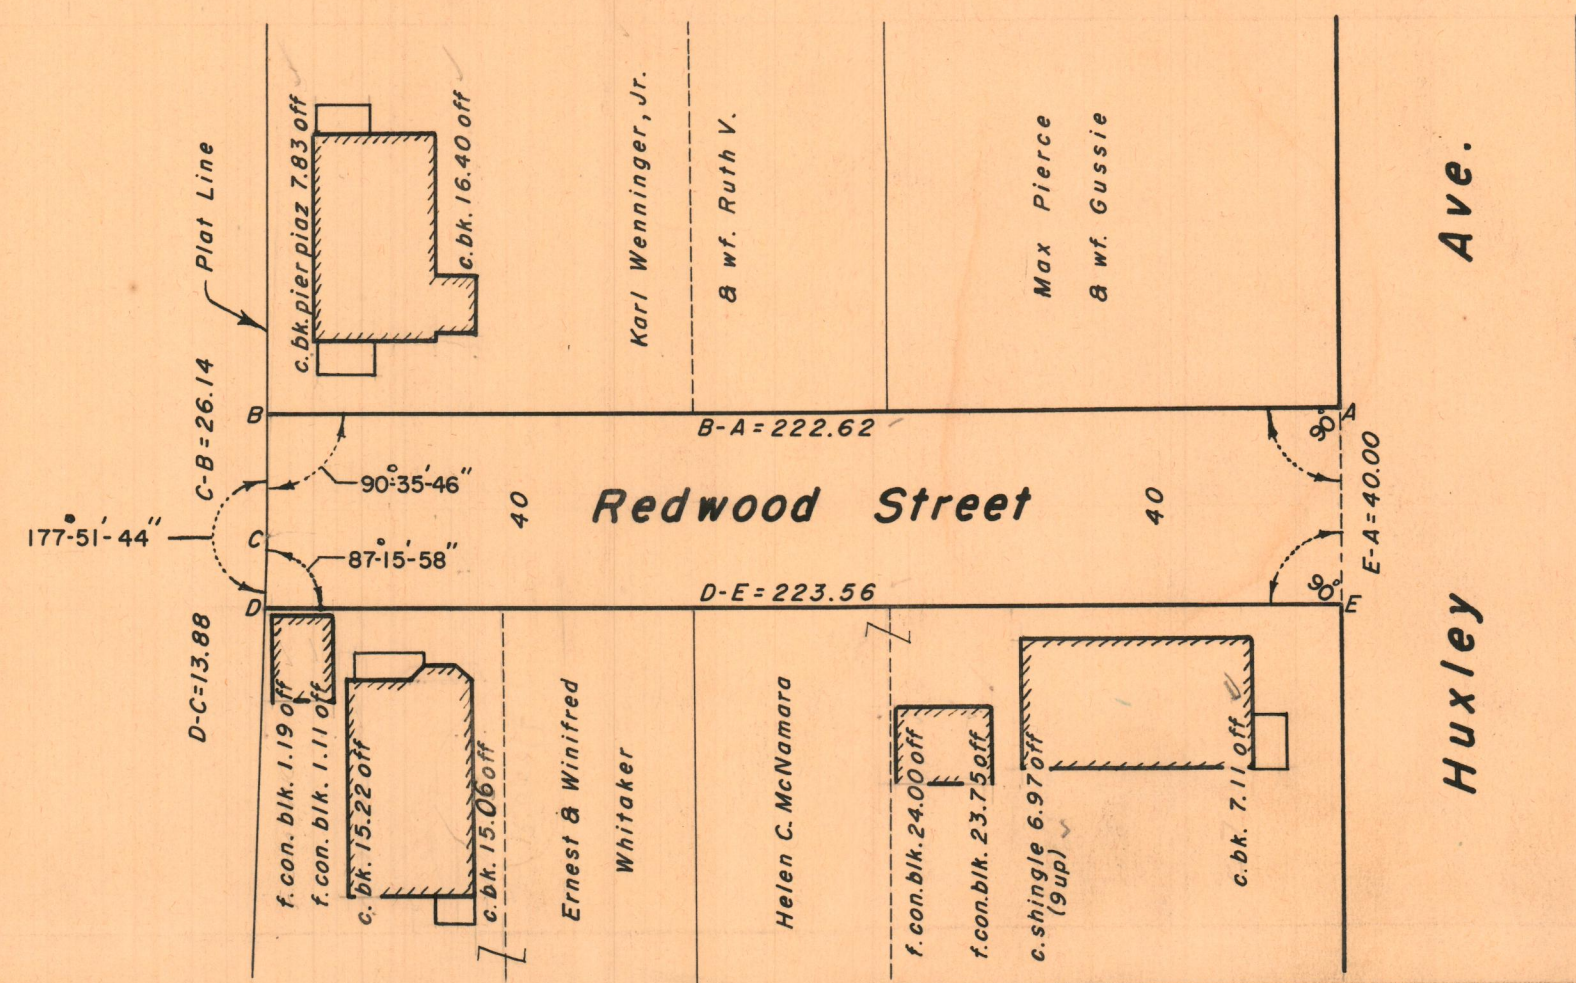 Plat Line
c. bk. pier piaz 7.83 off
c. bk. 16.40 off
Karl Wenninger, Jr.
& wf. Ruth V.
Max Pierce
& wf. Gussie
Huxley Ave.
C-B = 26.14
B
B-A = 222.62
A
90°
90°-35'-46"
177°-51'-44"
C
87°-15'-58"
40
Redwood Street
40
E-A = 40.00
90°
D
D-E = 223.56
E
D-C = 13.88
f. con. blk. 1.19 off
f. con. blk. 1.11 off
c. bk. 15.22 off
c. bk. 15.06 off
Ernest & Winifred
Whitaker
Helen C. McNamara
f. con. blk. 24.00 off
f. con. blk. 23.75 off
c. shingle 6.97 off
(9 up)
c. bk. 7.11 off